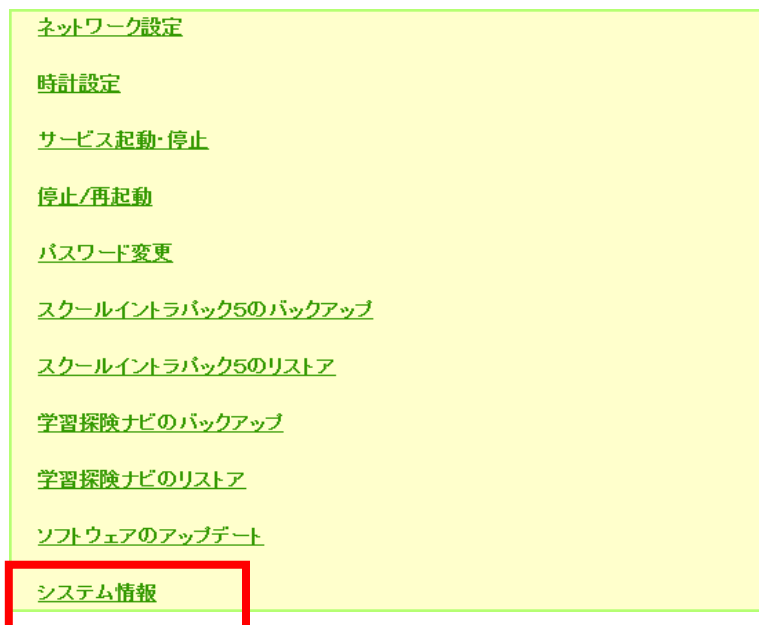 ネットワーク設定
時計設定
サービス起動・停止
停止/再起動
パスワード変更
スクールイントラパック5のバックアップ
スクールイントラパック5のリストア
学習探険ナビのバックアップ
学習探険ナビのリストア
ソフトウェアのアップデート
システム情報